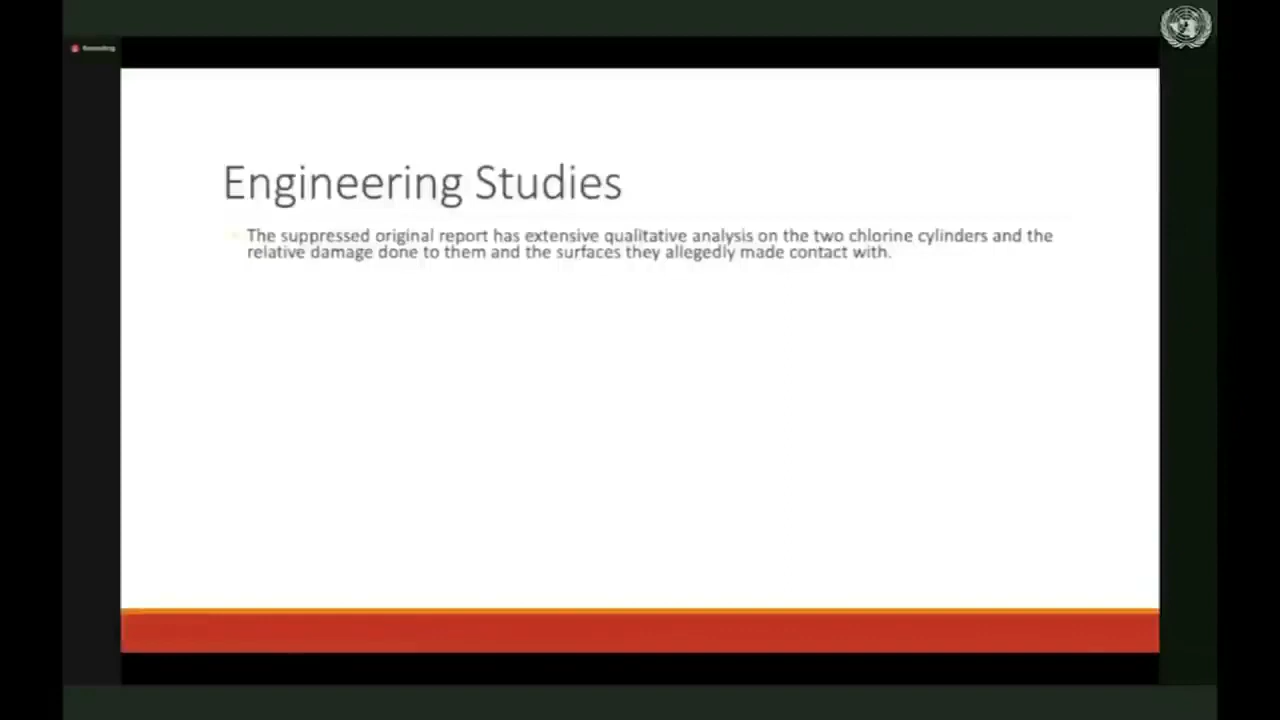 Engineering Studies
The suppressed original report has extensive qualitative analysis on the two chlorine cylinders and the
relative damage done to them and the surfaces they allegedly made contact with.